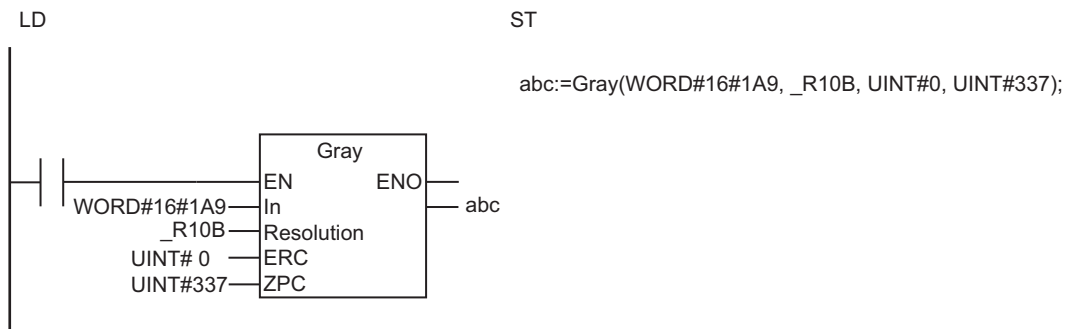 LD
ST
abc:=Gray(WORD#16#1A9, _R10B, UINT#0, UINT#337);
Gray
EN ENO
WORD#16#1A9 In abc
_R10B Resolution
UINT# 0 ERC
UINT#337 ZPC